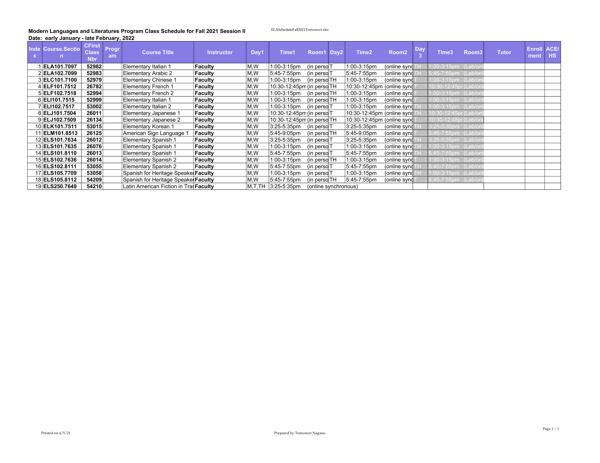 Modern Languages and Literatures Program Class Schedule for Fall 2021 Session II
Date: early January - late February, 2022
Inde x Course.Sectio n CFirst Class Nbr Progr am Course Title Instructor Day1 Time1 Room1 Day2 Time2 Room2 Day 3 Time3 Room3 Tutor Enroll ment ACE/ HS
1 ELA101.7097 52982 Elementary Italian 1 Faculty M,W 1:00-3:15pm (in perso T 1:00-3:15pm (online sync
2 ELA102.7099 52983 Elementary Arabic 2 Faculty M,W 5:45-7:55pm (in perso T 5:45-7:55pm (online sync
3 ELC101.7100 52979 Elementary Chinese 1 Faculty M,W 1:00-3:15pm (in perso TH 1:00-3:15pm (online sync
4 ELF101.7512 26782 Elementary French 1 Faculty M,W 10:30-12:45pm (in perso TH 10:30-12:45pm (online sync
5 ELF102.7518 52994 Elementary French 2 Faculty M,W 1:00-3:15pm (in perso TH 1:00-3:15pm (online sync
6 ELI101.7515 52999 Elementary Italian 1 Faculty M,W 1:00-3:15pm (in perso TH 1:00-3:15pm (online sync
7 ELI102.7517 53002 Elementary Italian 2 Faculty M,W 1:00-3:15pm (in perso T 1:00-3:15pm (online sync
8 ELJ101.7504 26011 Elementary Japanese 1 Faculty M,W 10:30-12:45pm (in perso T 10:30-12:45pm (online sync
9 ELJ102.7509 26134 Elementary Japanese 2 Faculty M,W 10:30-12:45pm (in perso TH 10:30-12:45pm (online sync
10 ELK101.7511 53015 Elementary Korean 1 Faculty M,W 3:25-5:35pm (in perso T 3:25-5:35pm (online sync
11 ELM101.8513 26125 American Sign Language 1 Faculty M,W 5:45-9:05pm (in perso TH 5:45-9:05pm (online sync
12 ELS101.7634 26012 Elementary Spanish 1 Faculty M,W 3:25-5:35pm (in perso T 3:25-5:35pm (online sync
13 ELS101.7635 26076 Elementary Spanish 1 Faculty M,W 1:00-3:15pm (in perso T 1:00-3:15pm (online sync
14 ELS101.8110 26013 Elementary Spanish 1 Faculty M,W 5:45-7:55pm (in perso T 5:45-7:55pm (online sync
15 ELS102.7636 26014 Elementary Spanish 2 Faculty M,W 1:00-3:15pm (in perso TH 1:00-3:15pm (online sync
16 ELS102.8111 53055 Elementary Spanish 2 Faculty M,W 5:45-7:55pm (in perso T 5:45-7:55pm (online sync
17 ELS105.7709 53058 Spanish for Heritage Speaker Faculty M,W 1:00-3:15pm (in perso T 1:00-3:15pm (online sync
18 ELS105.8112 54209 Spanish for Heritage Speaker Faculty M,W 5:45-7:55pm (in perso TH 5:45-7:55pm (online sync
19 ELS250.7649 54210 Latin American Fiction in Tra Faculty M,T,TH 3:25-5:35pm (online synchronous)
Page 1 / 3
Prepared by Tomonori Nagano